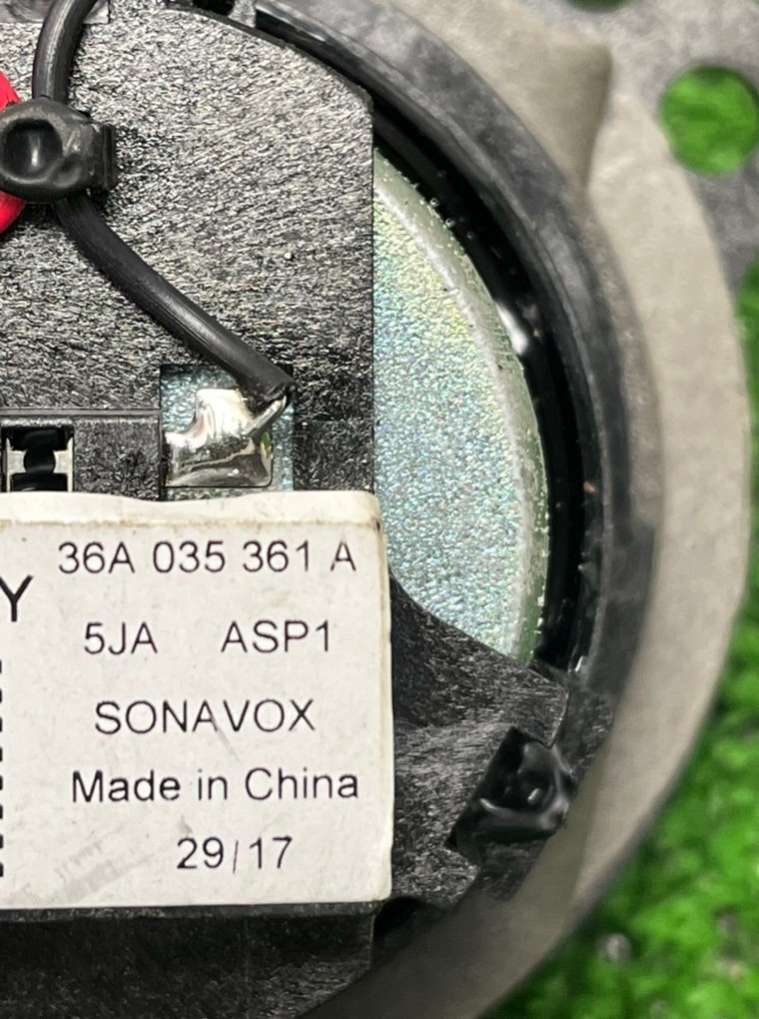 36A 035 361 A
Y
5JA ASP1
SONAVOX
Made in China
29/17